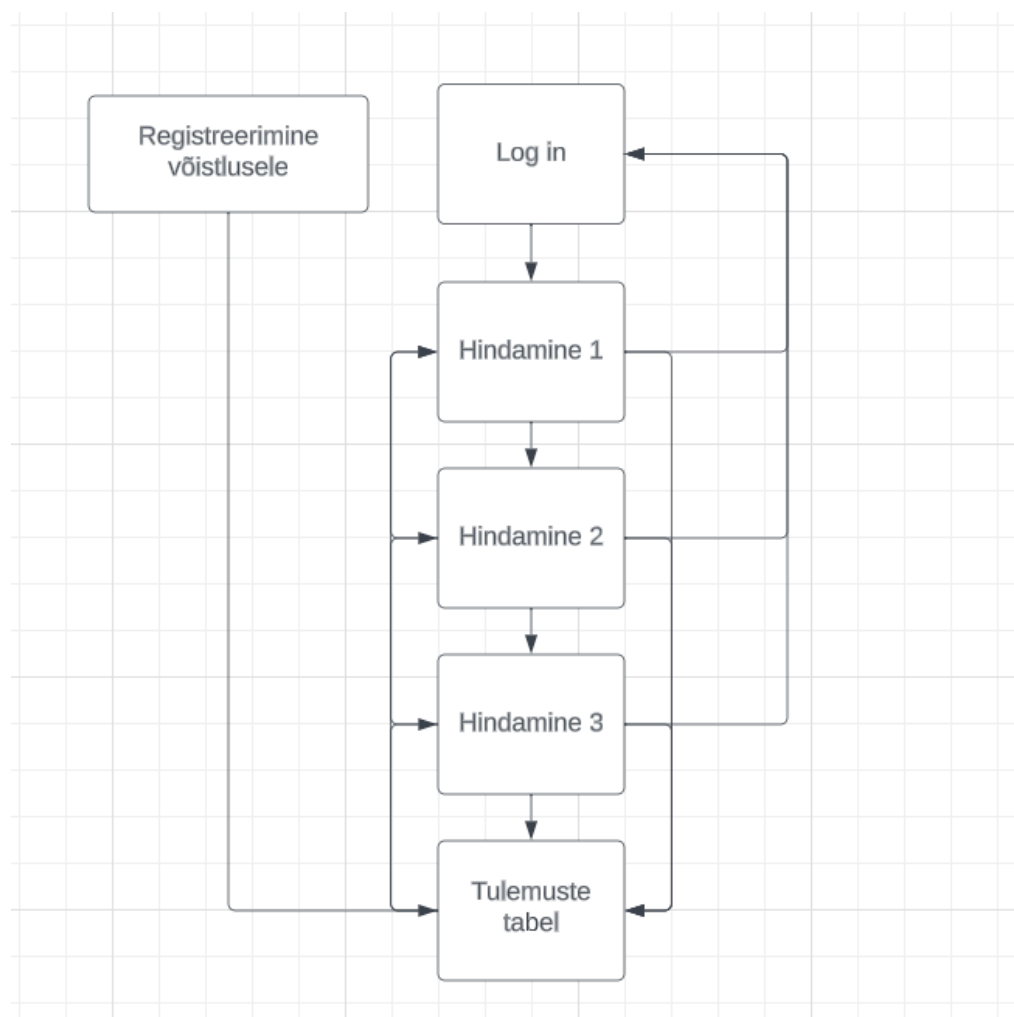 Registreerimine
võistlusele
Log in
Hindamine 1
Hindamine 2
Hindamine 3
Tulemuste
tabel